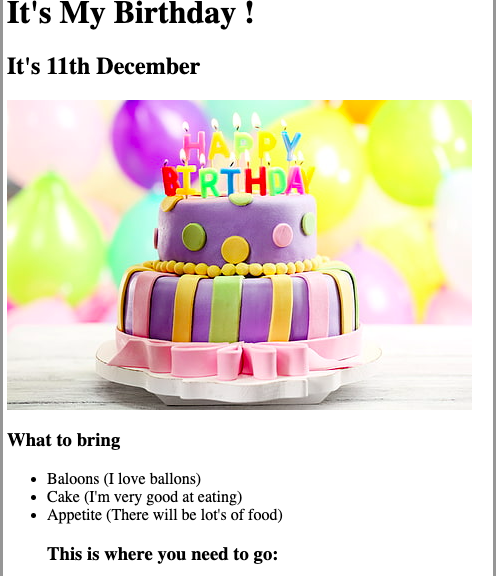 It's My Birthday !
It's 11th December
HAPPY
BIRTHDAY
What to bring
Baloons (I love ballons)
Cake (I'm very good at eating)
Appetite (There will be lot's of food)
This is where you need to go: